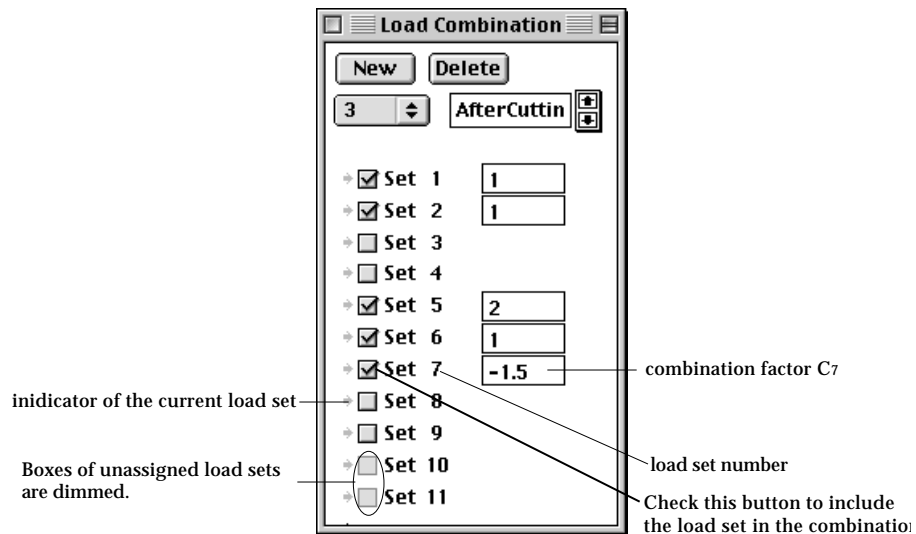 Load Combination
New Delete
3 AfterCuttin
Set 1 1
Set 2 1
Set 3
Set 4
Set 5 2
Set 6 1
Set 7 -1.5
combination factor C7
inidicator of the current load set
Set 8
Set 9
Boxes of unassigned load sets
are dimmed.
Set 10
Set 11
load set number
Check this button to include
the load set in the combination